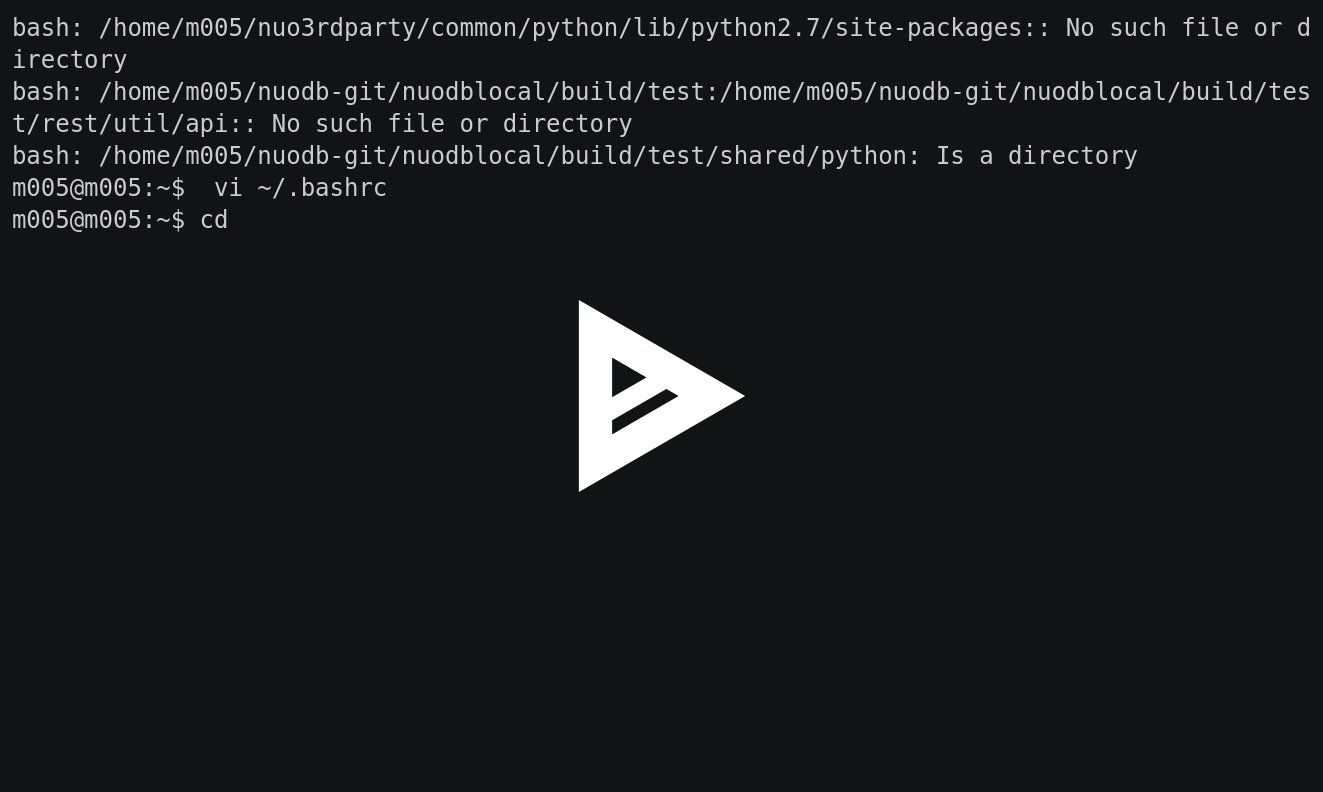 bash: /home/m005/nuo3rdparty/common/python/lib/python2.7/site-packages:: No such file or d
irectory
bash: /home/m005/nuodb-git/nuodblocal/build/test:/home/m005/nuodb-git/nuodblocal/build/tes
t/rest/util/api:: No such file or directory
bash: /home/m005/nuodb-git/nuodblocal/build/test/shared/python: Is a directory
m005@m005:~$  vi ~/.bashrc
m005@m005:~$ cd